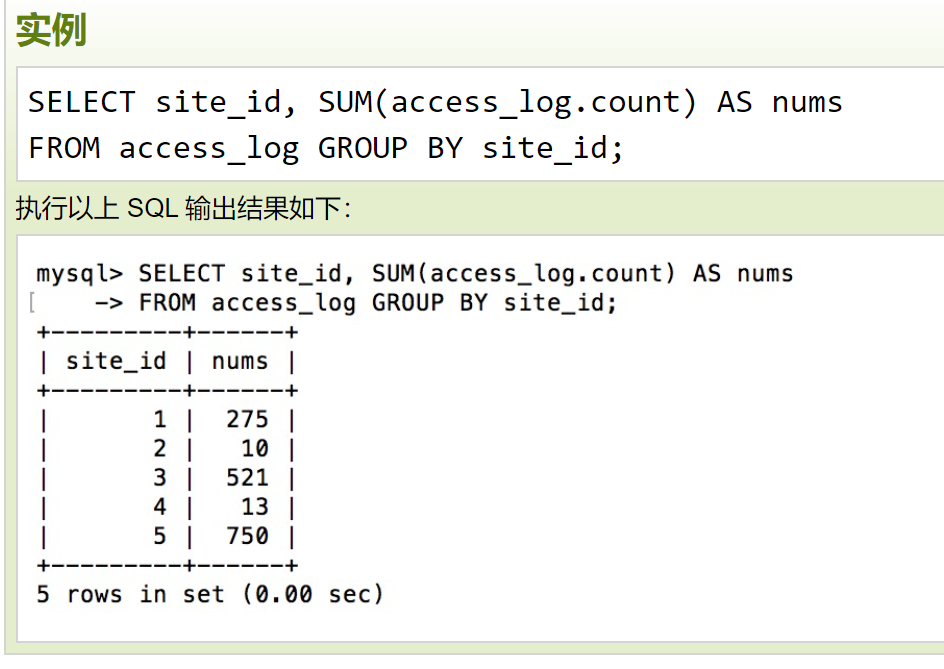 实例
SELECT site_id, SUM(access_log.count) AS nums
FROM access_log GROUP BY site_id;
执行以上 SQL 输出结果如下：
mysql> SELECT site_id, SUM(access_log.count) AS nums
[    -> FROM access_log GROUP BY site_id;
+---------+------+
| site_id | nums |
+---------+------+
|       1 |  275 |
|       2 |   10 |
|       3 |  521 |
|       4 |   13 |
|       5 |  750 |
+---------+------+
5 rows in set (0.00 sec)